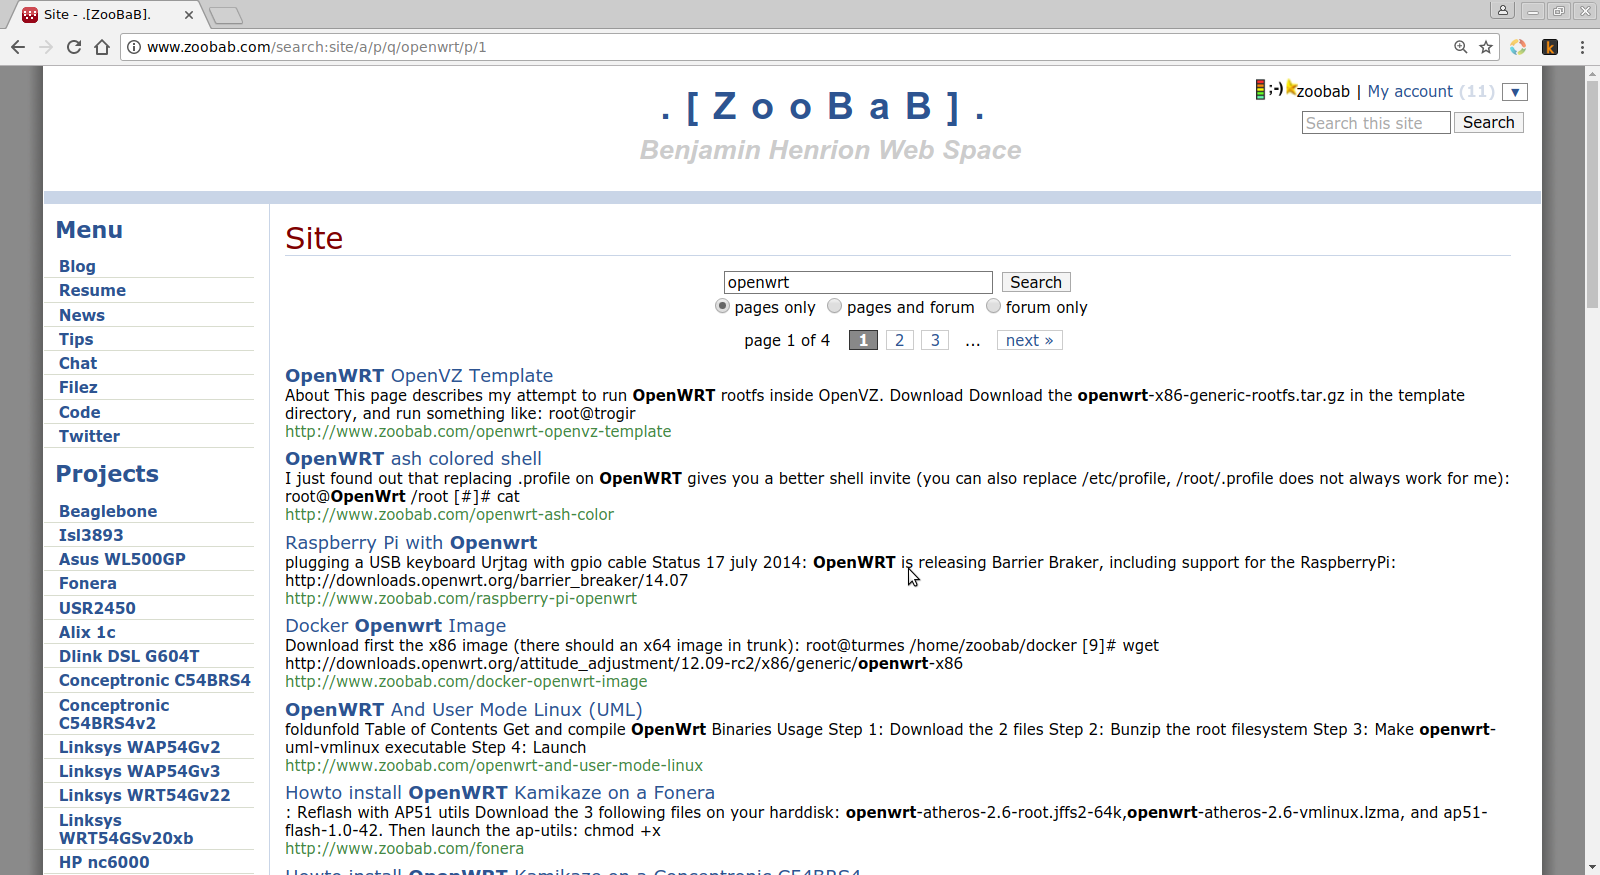 Site - .[ZooBaB].
www.zoobab.com/search:site/a/p/q/openwrt/p/1
.[ZooBaB].
Benjamin Henrion Web Space
;-) zoobab | My account (11) ▼
Search this site Search
Menu
Blog
Resume
News
Tips
Chat
Filez
Code
Twitter
Projects
Beaglebone
Isl3893
Asus WL500GP
Fonera
USR2450
Alix 1c
Dlink DSL G604T
Conceptronic C54BRS4
Conceptronic
C54BRS4v2
Linksys WAP54Gv2
Linksys WAP54Gv3
Linksys WRT54Gv22
Linksys
WRT54GSv20xb
HP nc6000
Site
openwrt Search
pages only pages and forum forum only
page 1 of 4 1 2 3 ... next »
OpenWRT OpenVZ Template
About This page describes my attempt to run OpenWRT rootfs inside OpenVZ. Download Download the openwrt-x86-generic-rootfs.tar.gz in the template
directory, and run something like: root@trogir
http://www.zoobab.com/openwrt-openvz-template
OpenWRT ash colored shell
I just found out that replacing .profile on OpenWRT gives you a better shell invite (you can also replace /etc/profile, /root/.profile does not always work for me):
root@OpenWrt /root [#]# cat
http://www.zoobab.com/openwrt-ash-color
Raspberry Pi with Openwrt
plugging a USB keyboard Urjtag with gpio cable Status 17 july 2014: OpenWRT is releasing Barrier Braker, including support for the RaspberryPi:
http://downloads.openwrt.org/barrier_breaker/14.07
http://www.zoobab.com/raspberry-pi-openwrt
Docker Openwrt Image
Download first the x86 image (there should an x64 image in trunk): root@turmes /home/zoobab/docker [9]# wget
http://downloads.openwrt.org/attitude_adjustment/12.09-rc2/x86/generic/openwrt-x86
http://www.zoobab.com/docker-openwrt-image
OpenWRT And User Mode Linux (UML)
foldunfold Table of Contents Get and compile OpenWrt Binaries Usage Step 1: Download the 2 files Step 2: Bunzip the root filesystem Step 3: Make openwrt-
uml-vmlinux executable Step 4: Launch
http://www.zoobab.com/openwrt-and-user-mode-linux
Howto install OpenWRT Kamikaze on a Fonera
: Reflash with AP51 utils Download the 3 following files on your harddisk: openwrt-atheros-2.6-root.jffs2-64k,openwrt-atheros-2.6-vmlinux.lzma, and ap51-
flash-1.0-42. Then launch the ap-utils: chmod +x
http://www.zoobab.com/fonera
Howto install OpenWRT Kamikaze on a Conceptronic C54BRS4